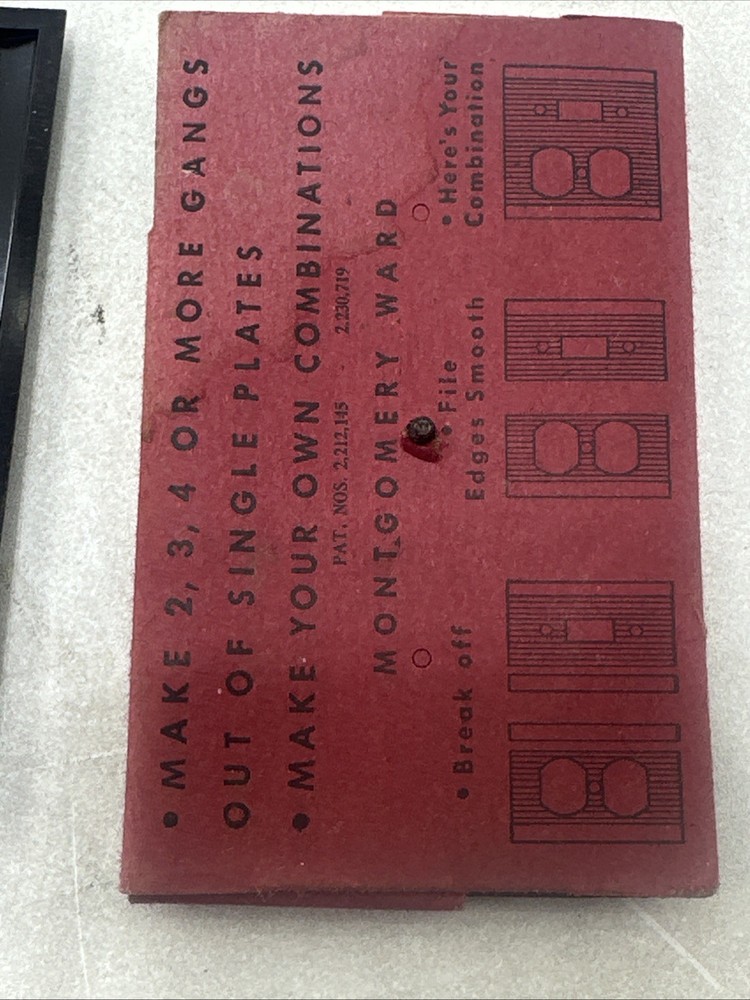 • MAKE 2, 3, 4 OR MORE GANGS
OUT OF SINGLE PLATES
• MAKE YOUR OWN COMBINATIONS
PAT. NOS. 2,212,145 2,230,719
MONTGOMERY WARD
• Break off
• File
Edges Smooth
• Here's Your
Combination